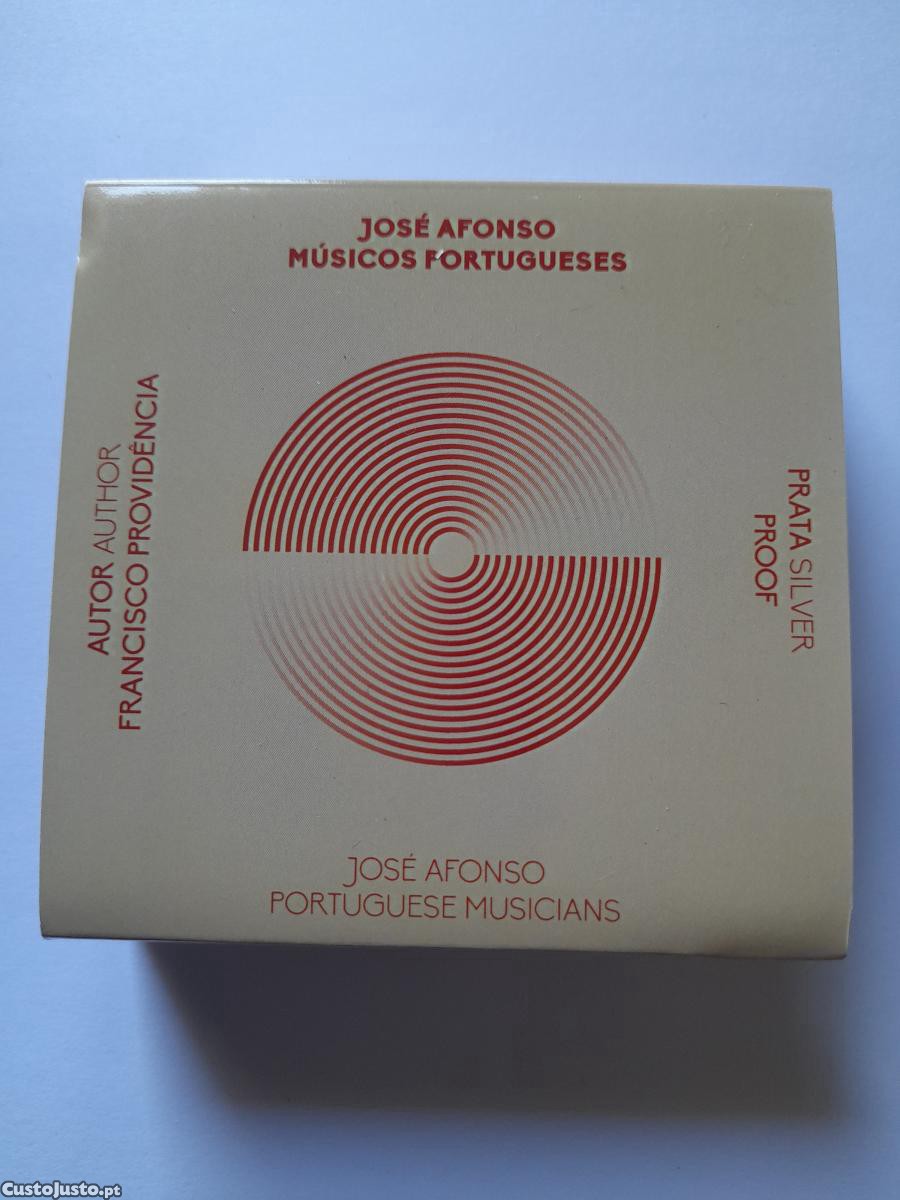 JOSÉ AFONSO
MÚSICOS PORTUGUESES
AUTOR AUTHOR
FRANCISCO PROVIDÊNCIA
PRATA SILVER
PROOF
JOSÉ AFONSO
PORTUGUESE MUSICIANS
CustoJusto.pt